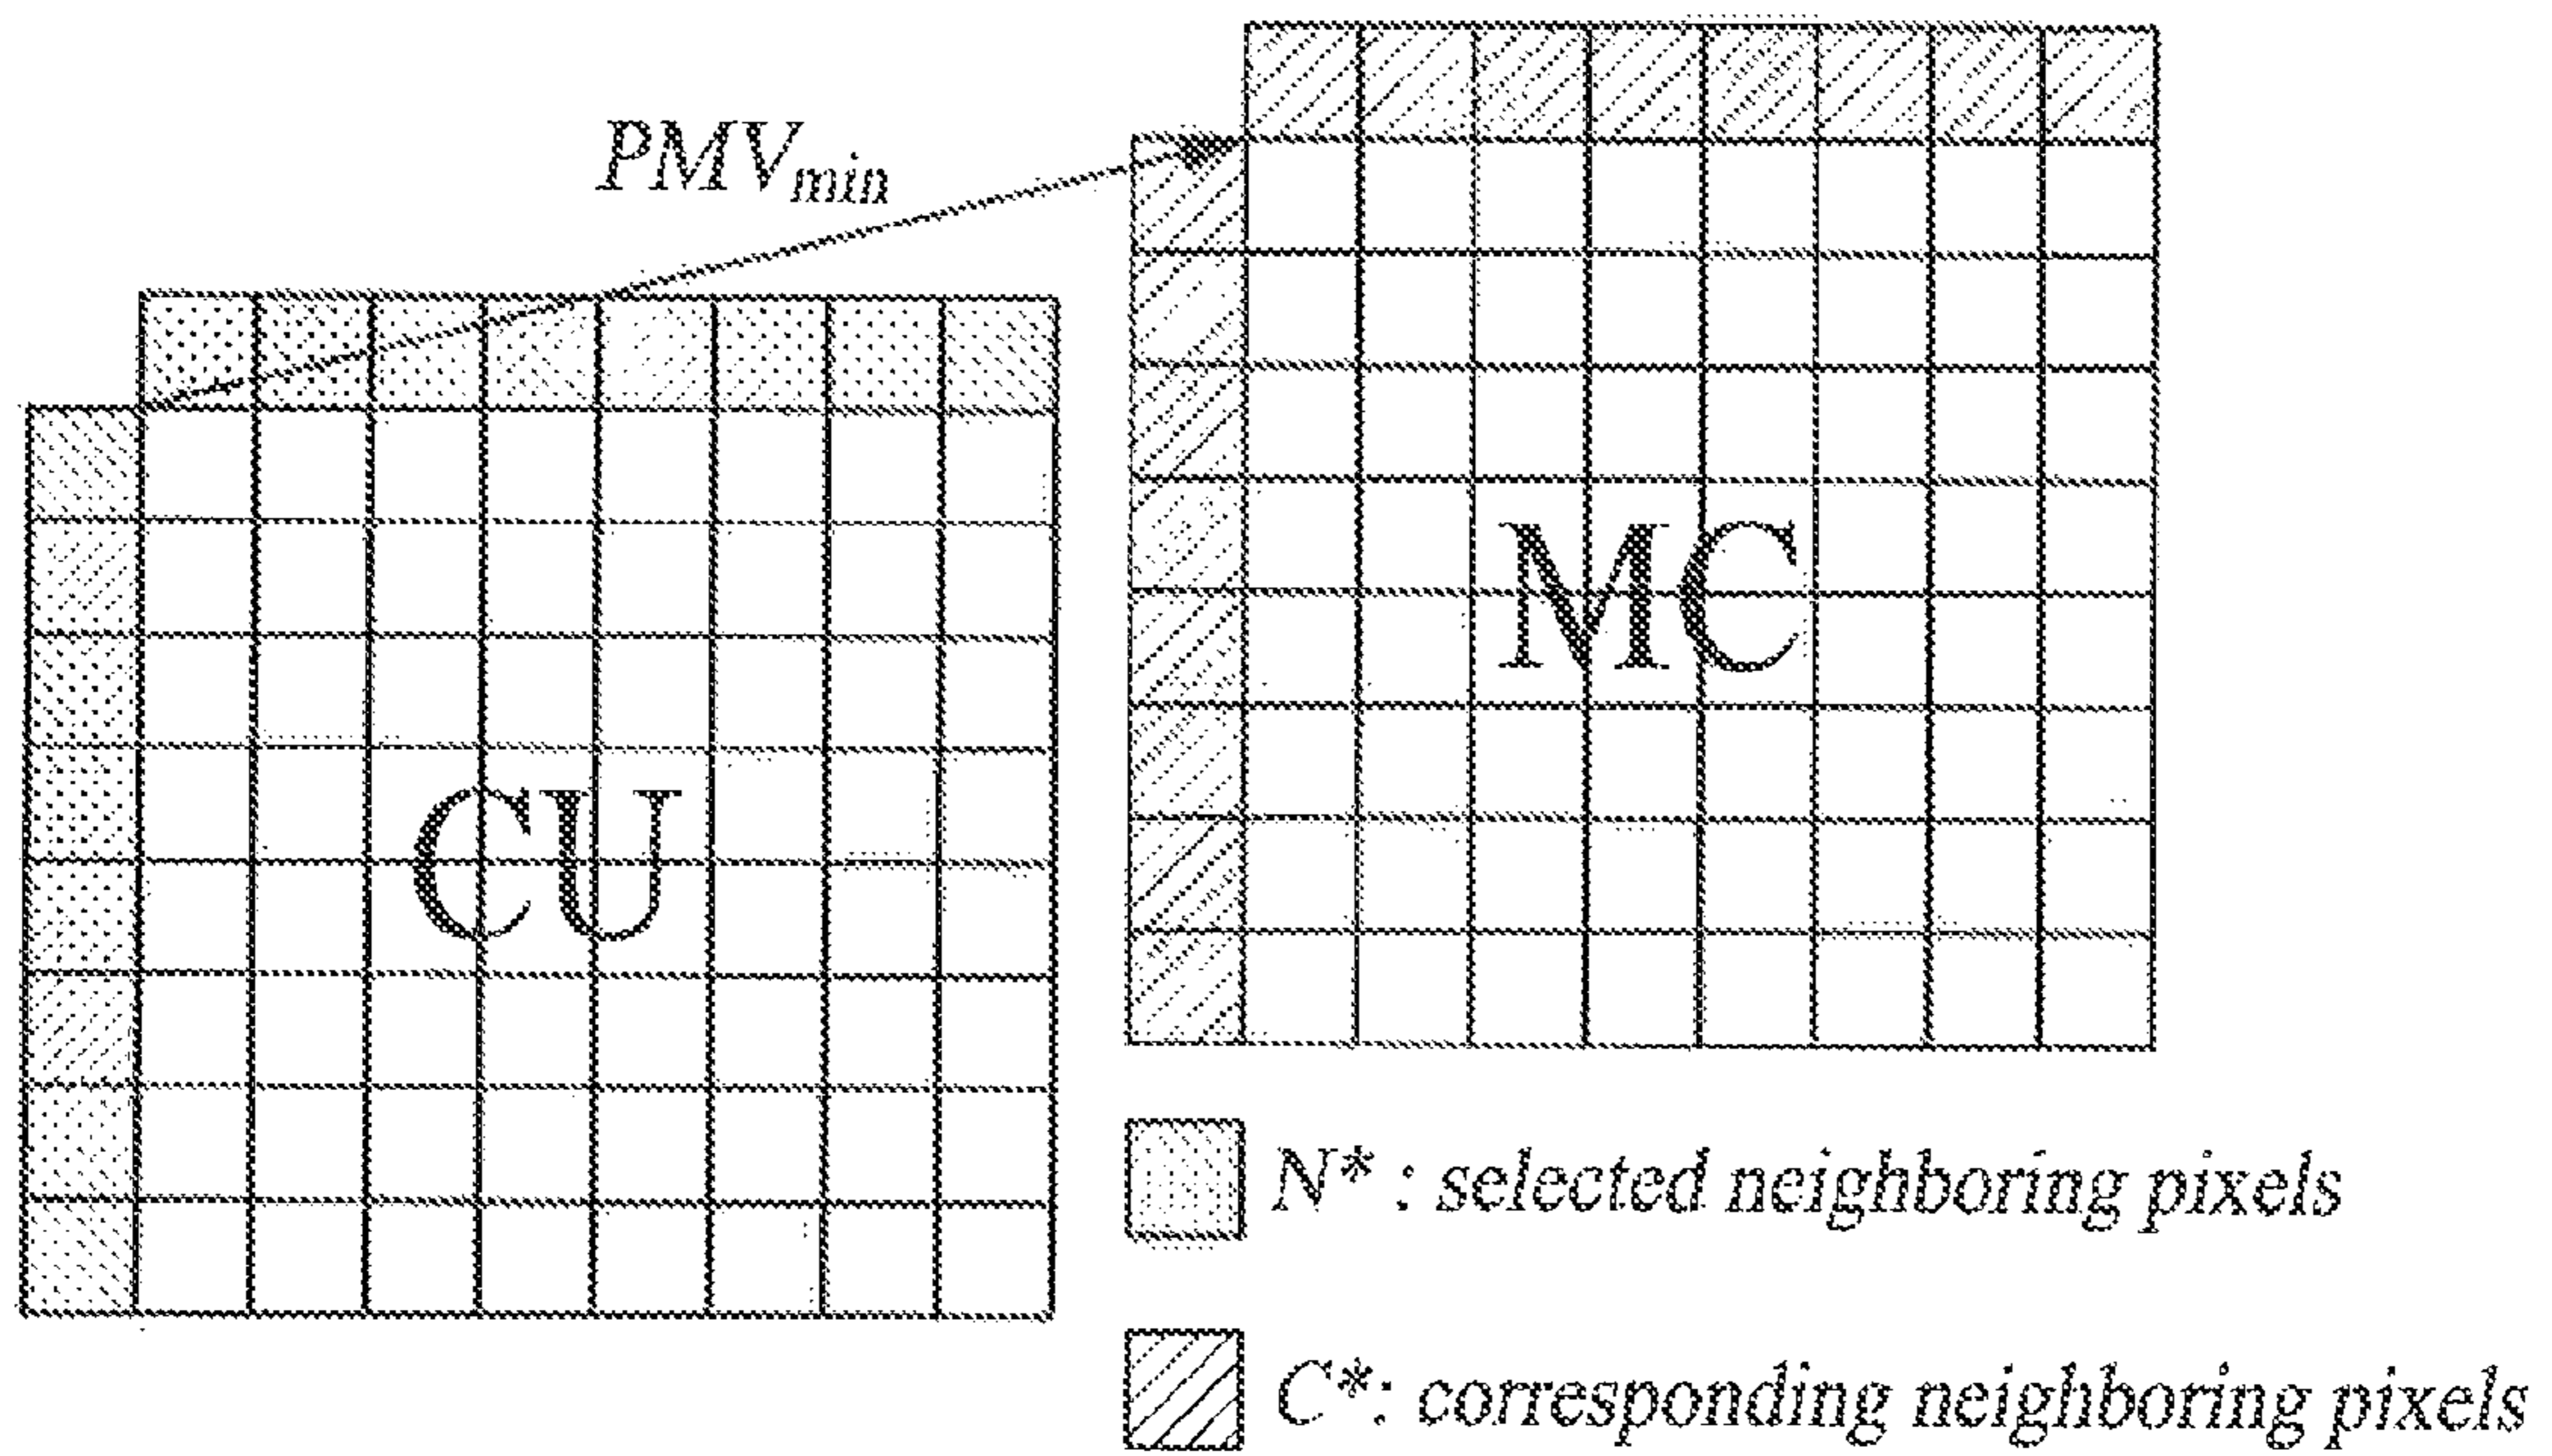 PMVmin
MC
CU
N* : selected neighboring pixels
C*: corresponding neighboring pixels